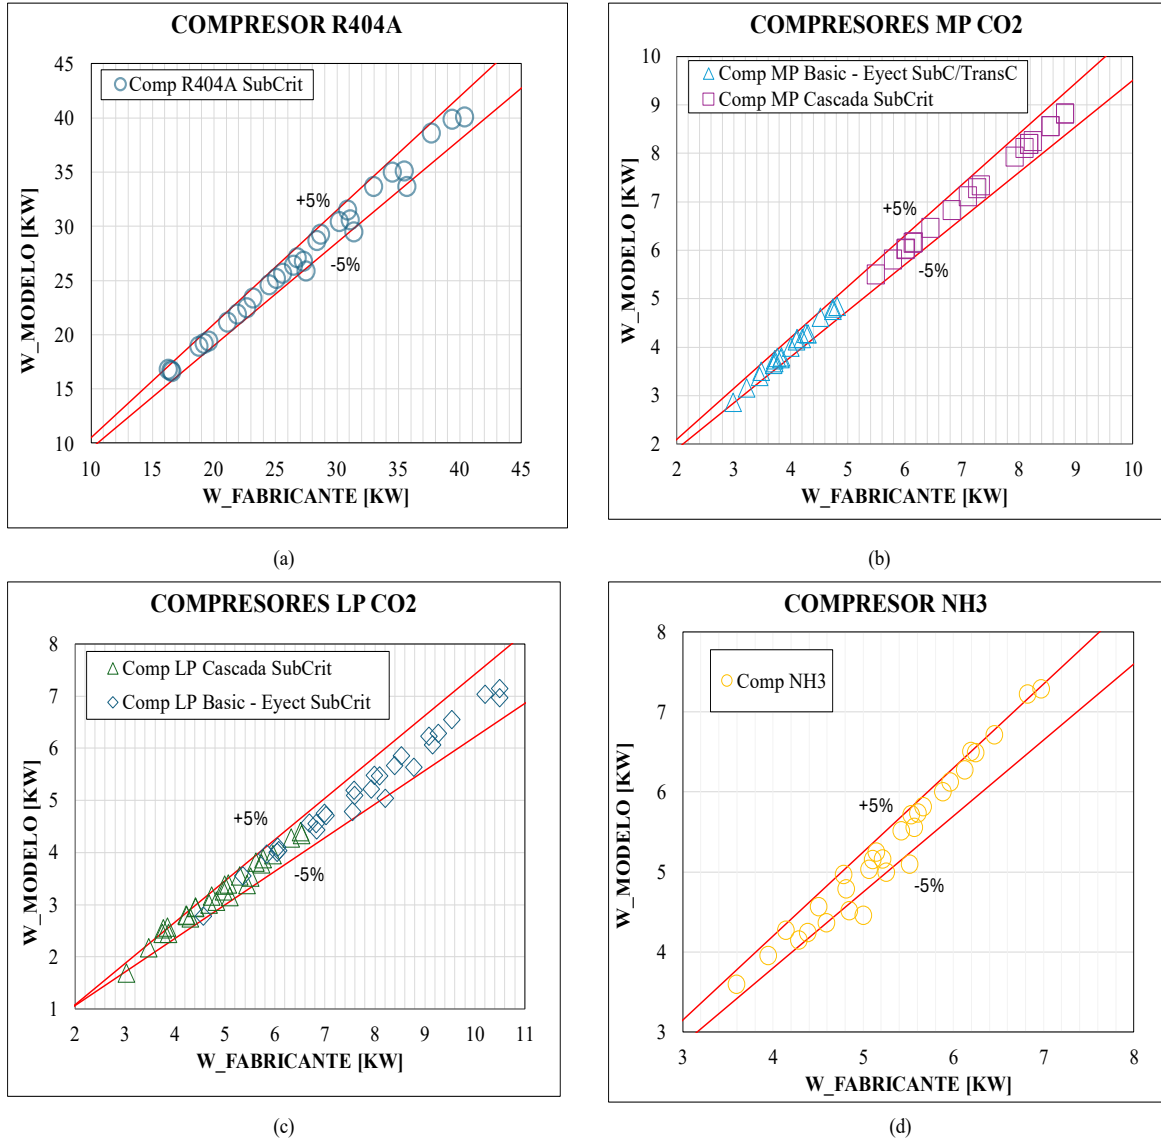 COMPRESOR R404A
Comp R404A SubCrit
W_MODELO [KW]
45
40
35
30
25
20
15
10
+5%
-5%
10 15 20 25 30 35 40 45
W_FABRICANTE [KW]
(a)
COMPRESORES MP CO2
Comp MP Basic - Eyect SubC/TransC
Comp MP Cascada SubCrit
W_MODELO [KW]
10
9
8
7
6
5
4
3
2
+5%
-5%
2 3 4 5 6 7 8 9 10
W_FABRICANTE [KW]
(b)
COMPRESORES LP CO2
Comp LP Cascada SubCrit
Comp LP Basic - Eyect SubCrit
W_MODELO [KW]
8
7
6
5
4
3
2
1
+5%
-5%
2 3 4 5 6 7 8 9 10 11
W_FABRICANTE [KW]
(c)
COMPRESOR NH3
Comp NH3
W_MODELO [KW]
8
7
6
5
4
3
+5%
-5%
3 4 5 6 7 8
W_FABRICANTE [KW]
(d)